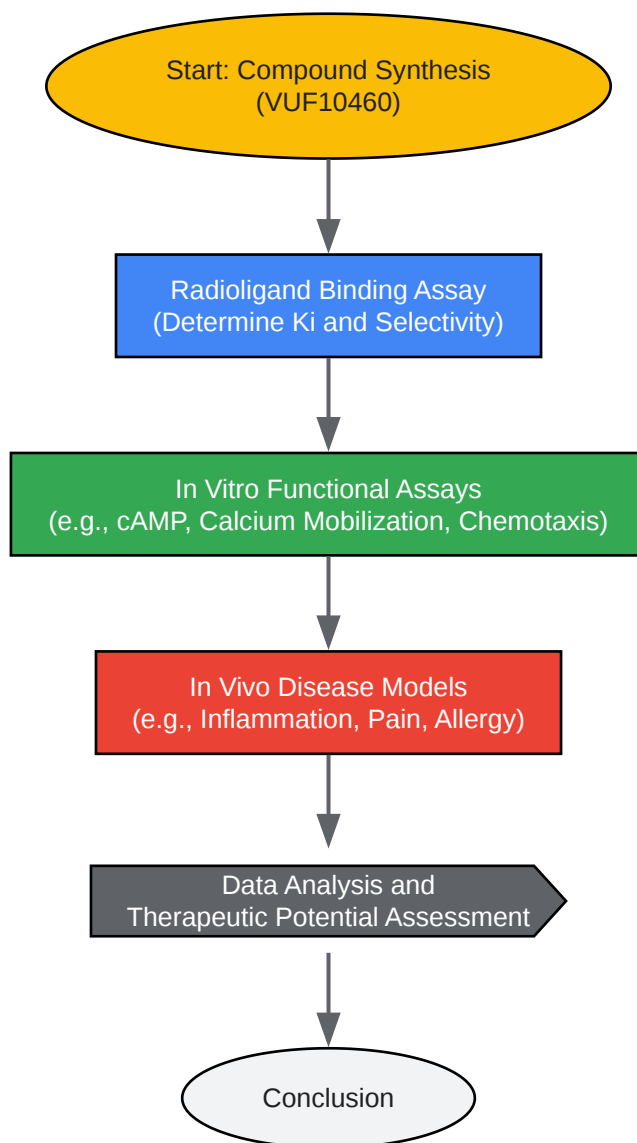 Start: Compound Synthesis
(VUF10460)
Radioligand Binding Assay
(Determine Ki and Selectivity)
In Vitro Functional Assays
(e.g., cAMP, Calcium Mobilization, Chemotaxis)
In Vivo Disease Models
(e.g., Inflammation, Pain, Allergy)
Data Analysis and
Therapeutic Potential Assessment
Conclusion